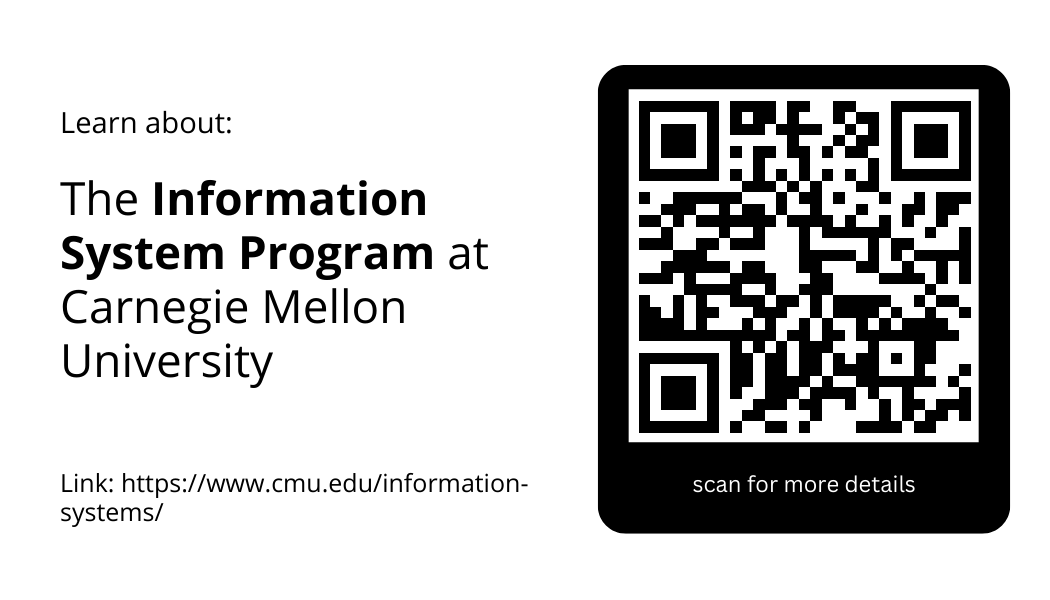 Learn about:
The Information
System Program at
Carnegie Mellon
University
Link: https://www.cmu.edu/information-
systems/
scan for more details